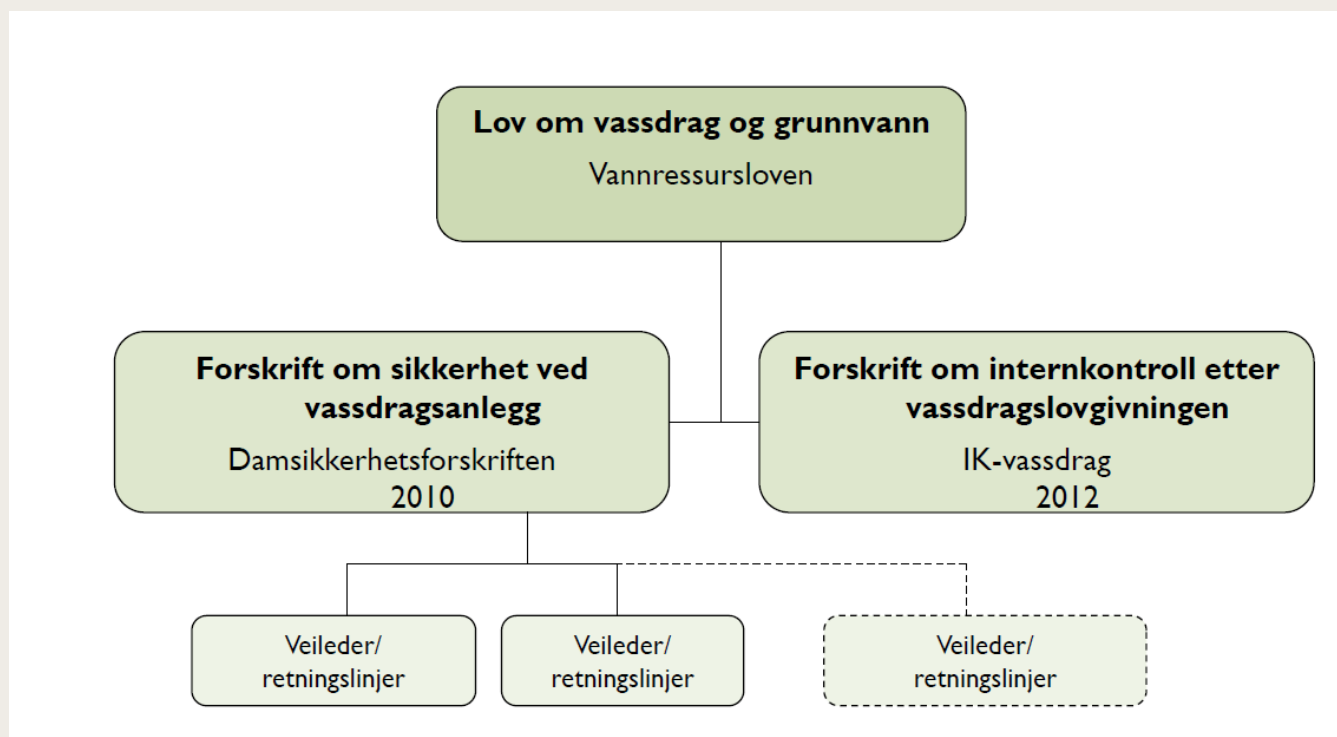 Lov om vassdrag og grunnvann
Vannressursloven
Forskrift om sikkerhet ved
vassdragsanlegg
Damsikkerhetsforskriften
2010
Forskrift om internkontroll etter
vassdragslovgivningen
IK-vassdrag
2012
Veileder/
retningslinjer
Veileder/
retningslinjer
Veileder/
retningslinjer